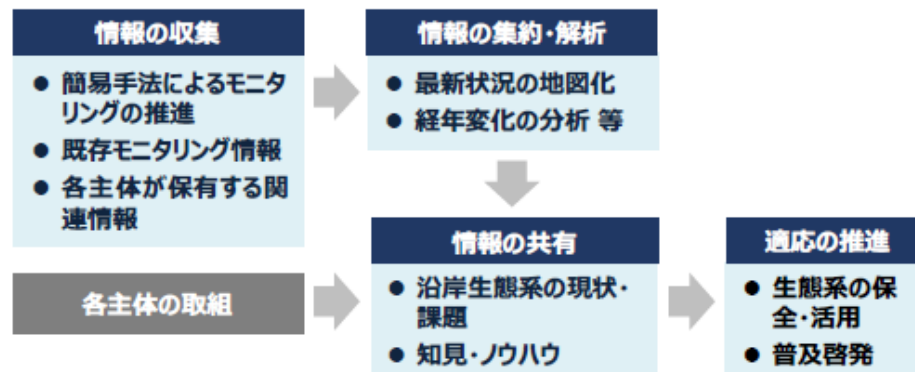 情報の収集
● 簡易手法によるモニタ
リングの推進
● 既存モニタリング情報
● 各主体が保有する関
連情報
情報の集約・解析
● 最新状況の地図化
● 経年変化の分析 等
各主体の取組
情報の共有
● 沿岸生態系の現状・
課題
● 知見・ノウハウ
適応の推進
● 生態系の保
全・活用
● 普及啓発